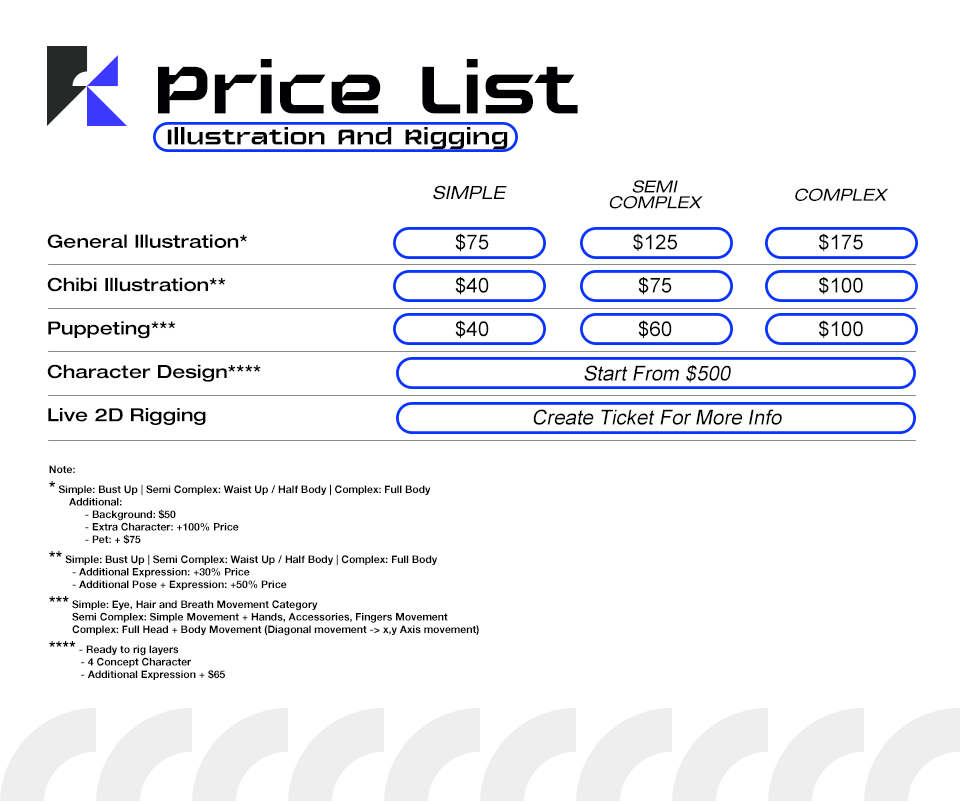 Price List
Illustration And Rigging
SIMPLE
SEMI
COMPLEX
COMPLEX
General Illustration* $75 $125 $175
Chibi Illustration** $40 $75 $100
Puppeting*** $40 $60 $100
Character Design**** Start From $500
Live 2D Rigging Create Ticket For More Info
Note:
* Simple: Bust Up | Semi Complex: Waist Up / Half Body | Complex: Full Body
Additional:
- Background: $50
- Extra Character: +100% Price
- Pet: + $75
** Simple: Bust Up | Semi Complex: Waist Up / Half Body | Complex: Full Body
- Additional Expression: +30% Price
- Additional Pose + Expression: +50% Price
*** Simple: Eye, Hair and Breath Movement Category
Semi Complex: Simple Movement + Hands, Accessories, Fingers Movement
Complex: Full Head + Body Movement (Diagonal movement -> x,y Axis movement)
**** - Ready to rig layers
- 4 Concept Character
- Additional Expression + $65